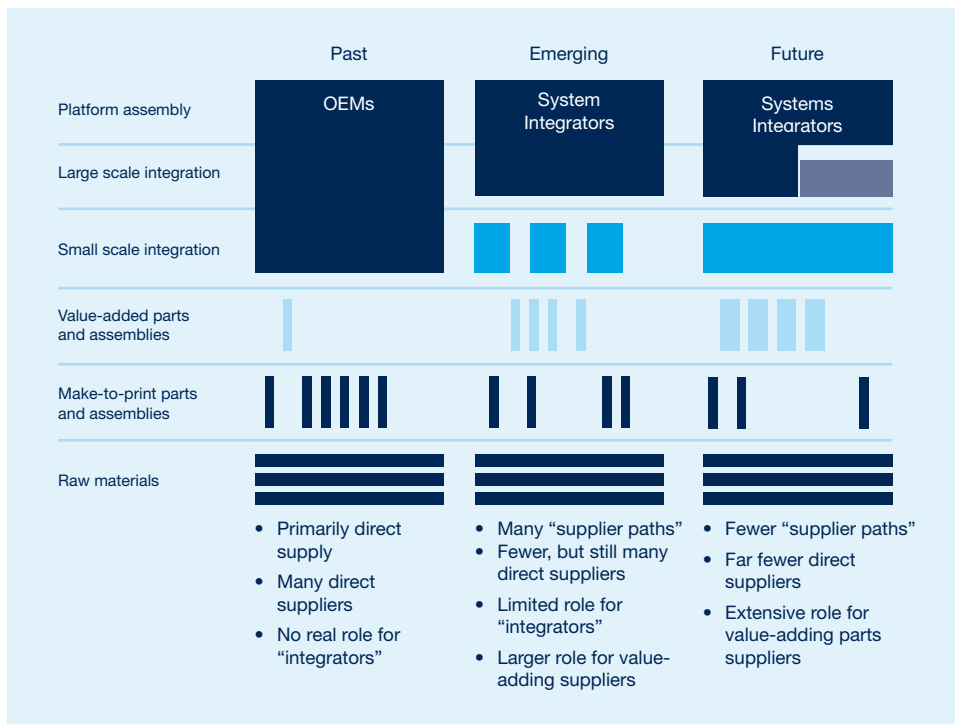 Past
Emerging
Future
Platform assembly
OEMs
System
Integrators
Systems
Integrators
Large scale integration
Small scale integration
Value-added parts
and assemblies
Make-to-print parts
and assemblies
Raw materials
• Primarily direct
supply
• Many direct
suppliers
• No real role for
“integrators”
• Many “supplier paths”
• Fewer, but still many
direct suppliers
• Limited role for
“integrators”
• Larger role for value-
adding suppliers
• Fewer “supplier paths”
• Far fewer direct
suppliers
• Extensive role for
value-adding parts
suppliers